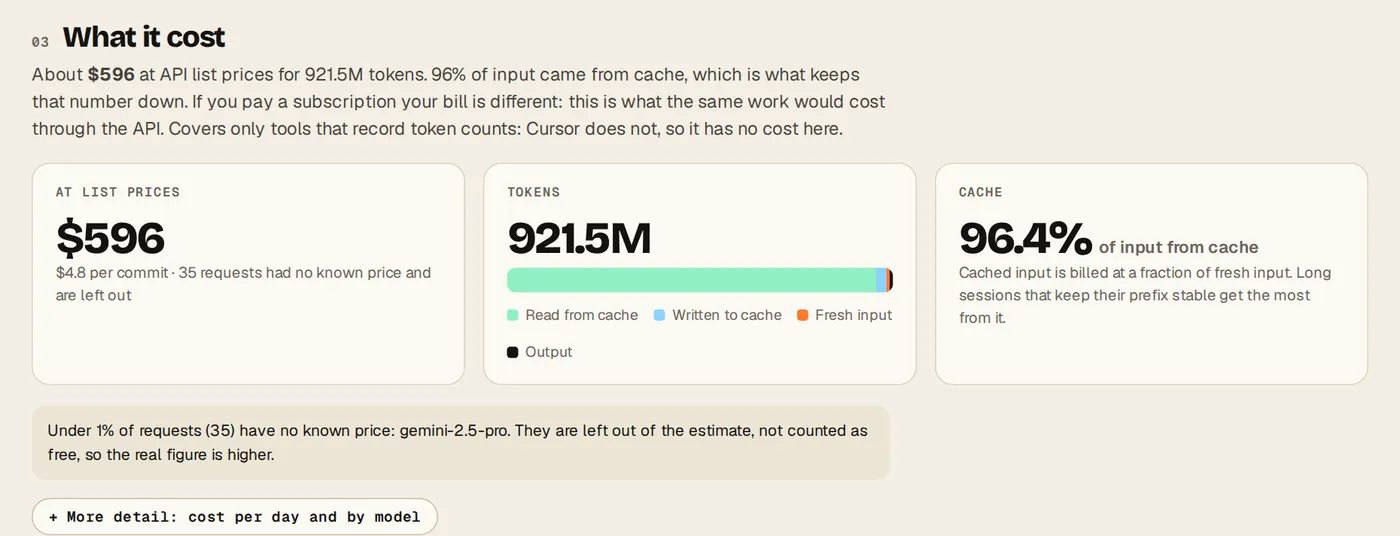 03 What it cost
About $596 at API list prices for 921.5M tokens. 96% of input came from cache, which is what keeps
that number down. If you pay a subscription your bill is different: this is what the same work would cost
through the API. Covers only tools that record token counts: Cursor does not, so it has no cost here.
AT LIST PRICES
$596
$4.8 per commit · 35 requests had no known price and
are left out
TOKENS
921.5M
Read from cache Written to cache Fresh input
Output
CACHE
96.4% of input from cache
Cached input is billed at a fraction of fresh input. Long
sessions that keep their prefix stable get the most
from it.
Under 1% of requests (35) have no known price: gemini-2.5-pro. They are left out of the estimate, not counted as
free, so the real figure is higher.
+ More detail: cost per day and by model